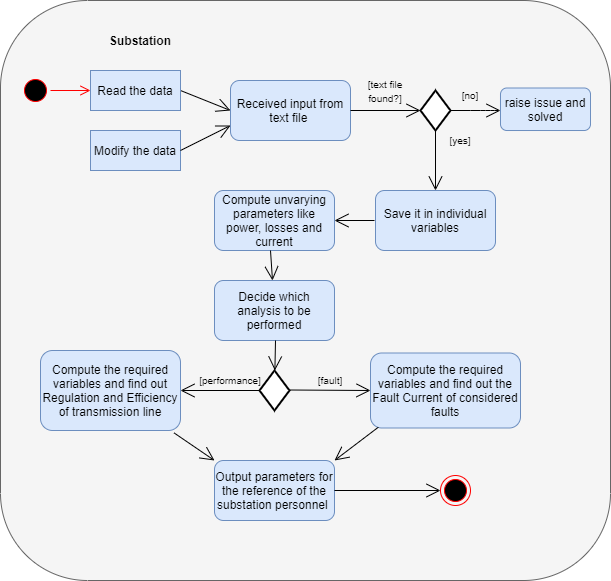 Substation
Read the data
Modify the data
Received input from
text file
[text file
found?]
[no]
raise issue and
solved
[yes]
Save it in individual
variables
Compute unvarying
parameters like
power, losses and
current
Decide which
analysis to be
performed
[performance]
[fault]
Compute the required
variables and find out
Regulation and Efficiency
of transmission line
Compute the required
variables and find out the
Fault Current of considered
faults
Output parameters for
the reference of the
substation personnel